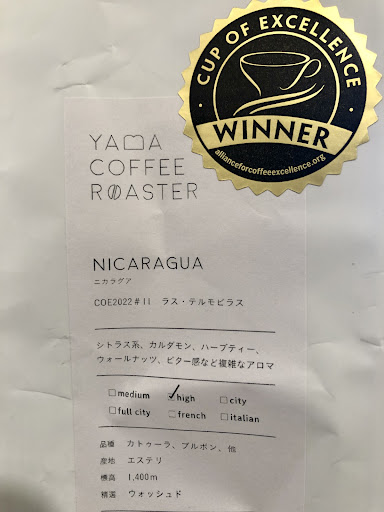 CUP OF EXCELLENCE
WINNER
allianceforcoffeeexcellence.org
YAMA
COFFEE
ROASTER
NICARAGUA
ニカラグア
COE2022#11 ラス・テルモピラス
シトラス系、カルダモン、ハーブティー、
ウォールナッツ、ビター感など複雑なアロマ
□medium ☑high □city
□full city □french □italian
品種 カトゥーラ、ブルボン、他
産地 エステリ
標高 1,400m
精選 ウォッシュド